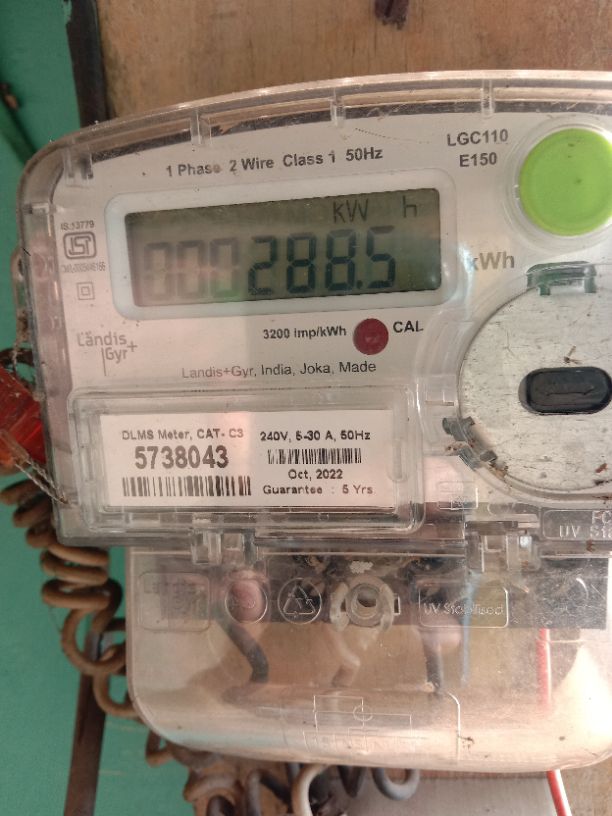 LGC110
E150
1 Phase 2 Wire Class 1 50Hz
IS:13779
KW h
000288.5
kWh
3200 imp/kWh
CAL
Landis+
Gyr
Landis+Gyr, India, Joka, Made
DLMS Meter, CAT- C3
5738043
240V, 5-30 A, 50Hz
Oct, 2022
Guarantee : 5 Yrs
UV Stabilised